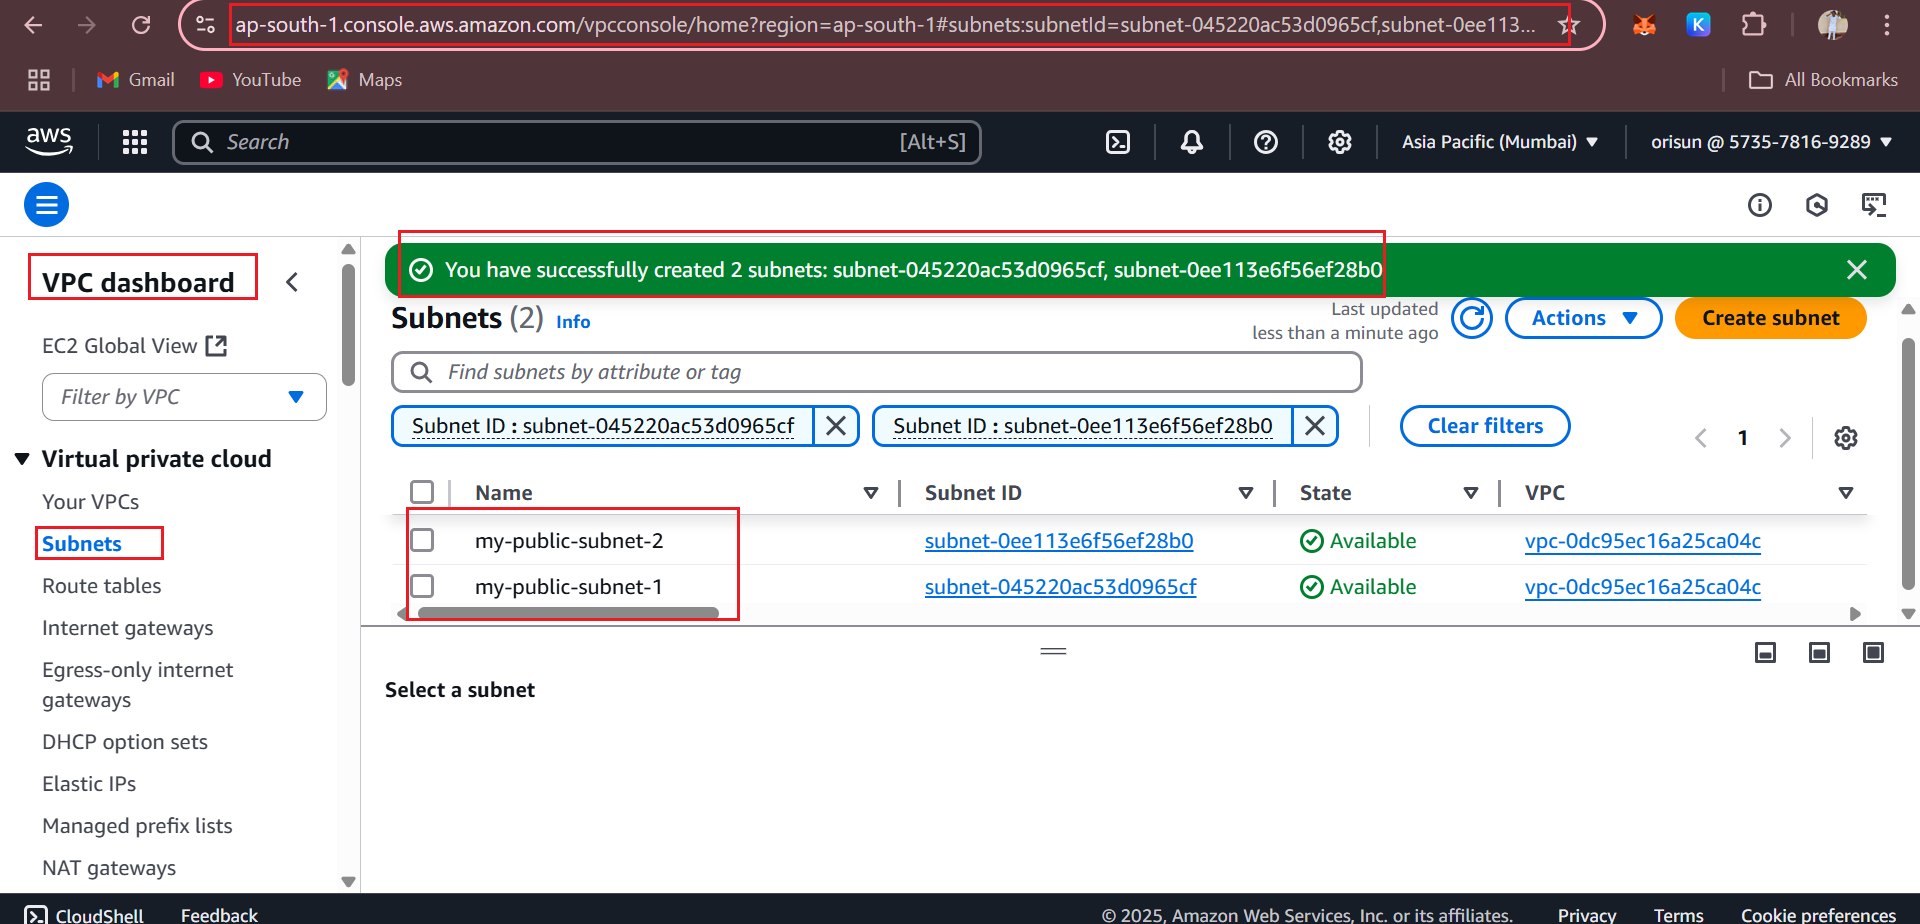 ap-south-1.console.aws.amazon.com/vpcconsole/home?region=ap-south-1#subnets:subnetId=subnet-045220ac53d0965cf,subnet-0ee113...
K
Gmail
YouTube
Maps
All Bookmarks
aws
Search
[Alt+S]
Asia Pacific (Mumbai)
orisun @ 5735-7816-9289
VPC dashboard
EC2 Global View
Filter by VPC
Virtual private cloud
Your VPCs
Subnets
Route tables
Internet gateways
Egress-only internet
gateways
DHCP option sets
Elastic IPs
Managed prefix lists
NAT gateways
You have successfully created 2 subnets: subnet-045220ac53d0965cf, subnet-0ee113e6f56ef28b0
Subnets (2) Info
Last updated
less than a minute ago
Actions
Create subnet
Find subnets by attribute or tag
Subnet ID : subnet-045220ac53d0965cf
Subnet ID : subnet-0ee113e6f56ef28b0
Clear filters
1
Name Subnet ID State VPC
my-public-subnet-2 subnet-0ee113e6f56ef28b0 Available vpc-0dc95ec16a25ca04c
my-public-subnet-1 subnet-045220ac53d0965cf Available vpc-0dc95ec16a25ca04c
Select a subnet
CloudShell
Feedback
© 2025, Amazon Web Services, Inc. or its affiliates.
Privacy
Terms
Cookie preferences